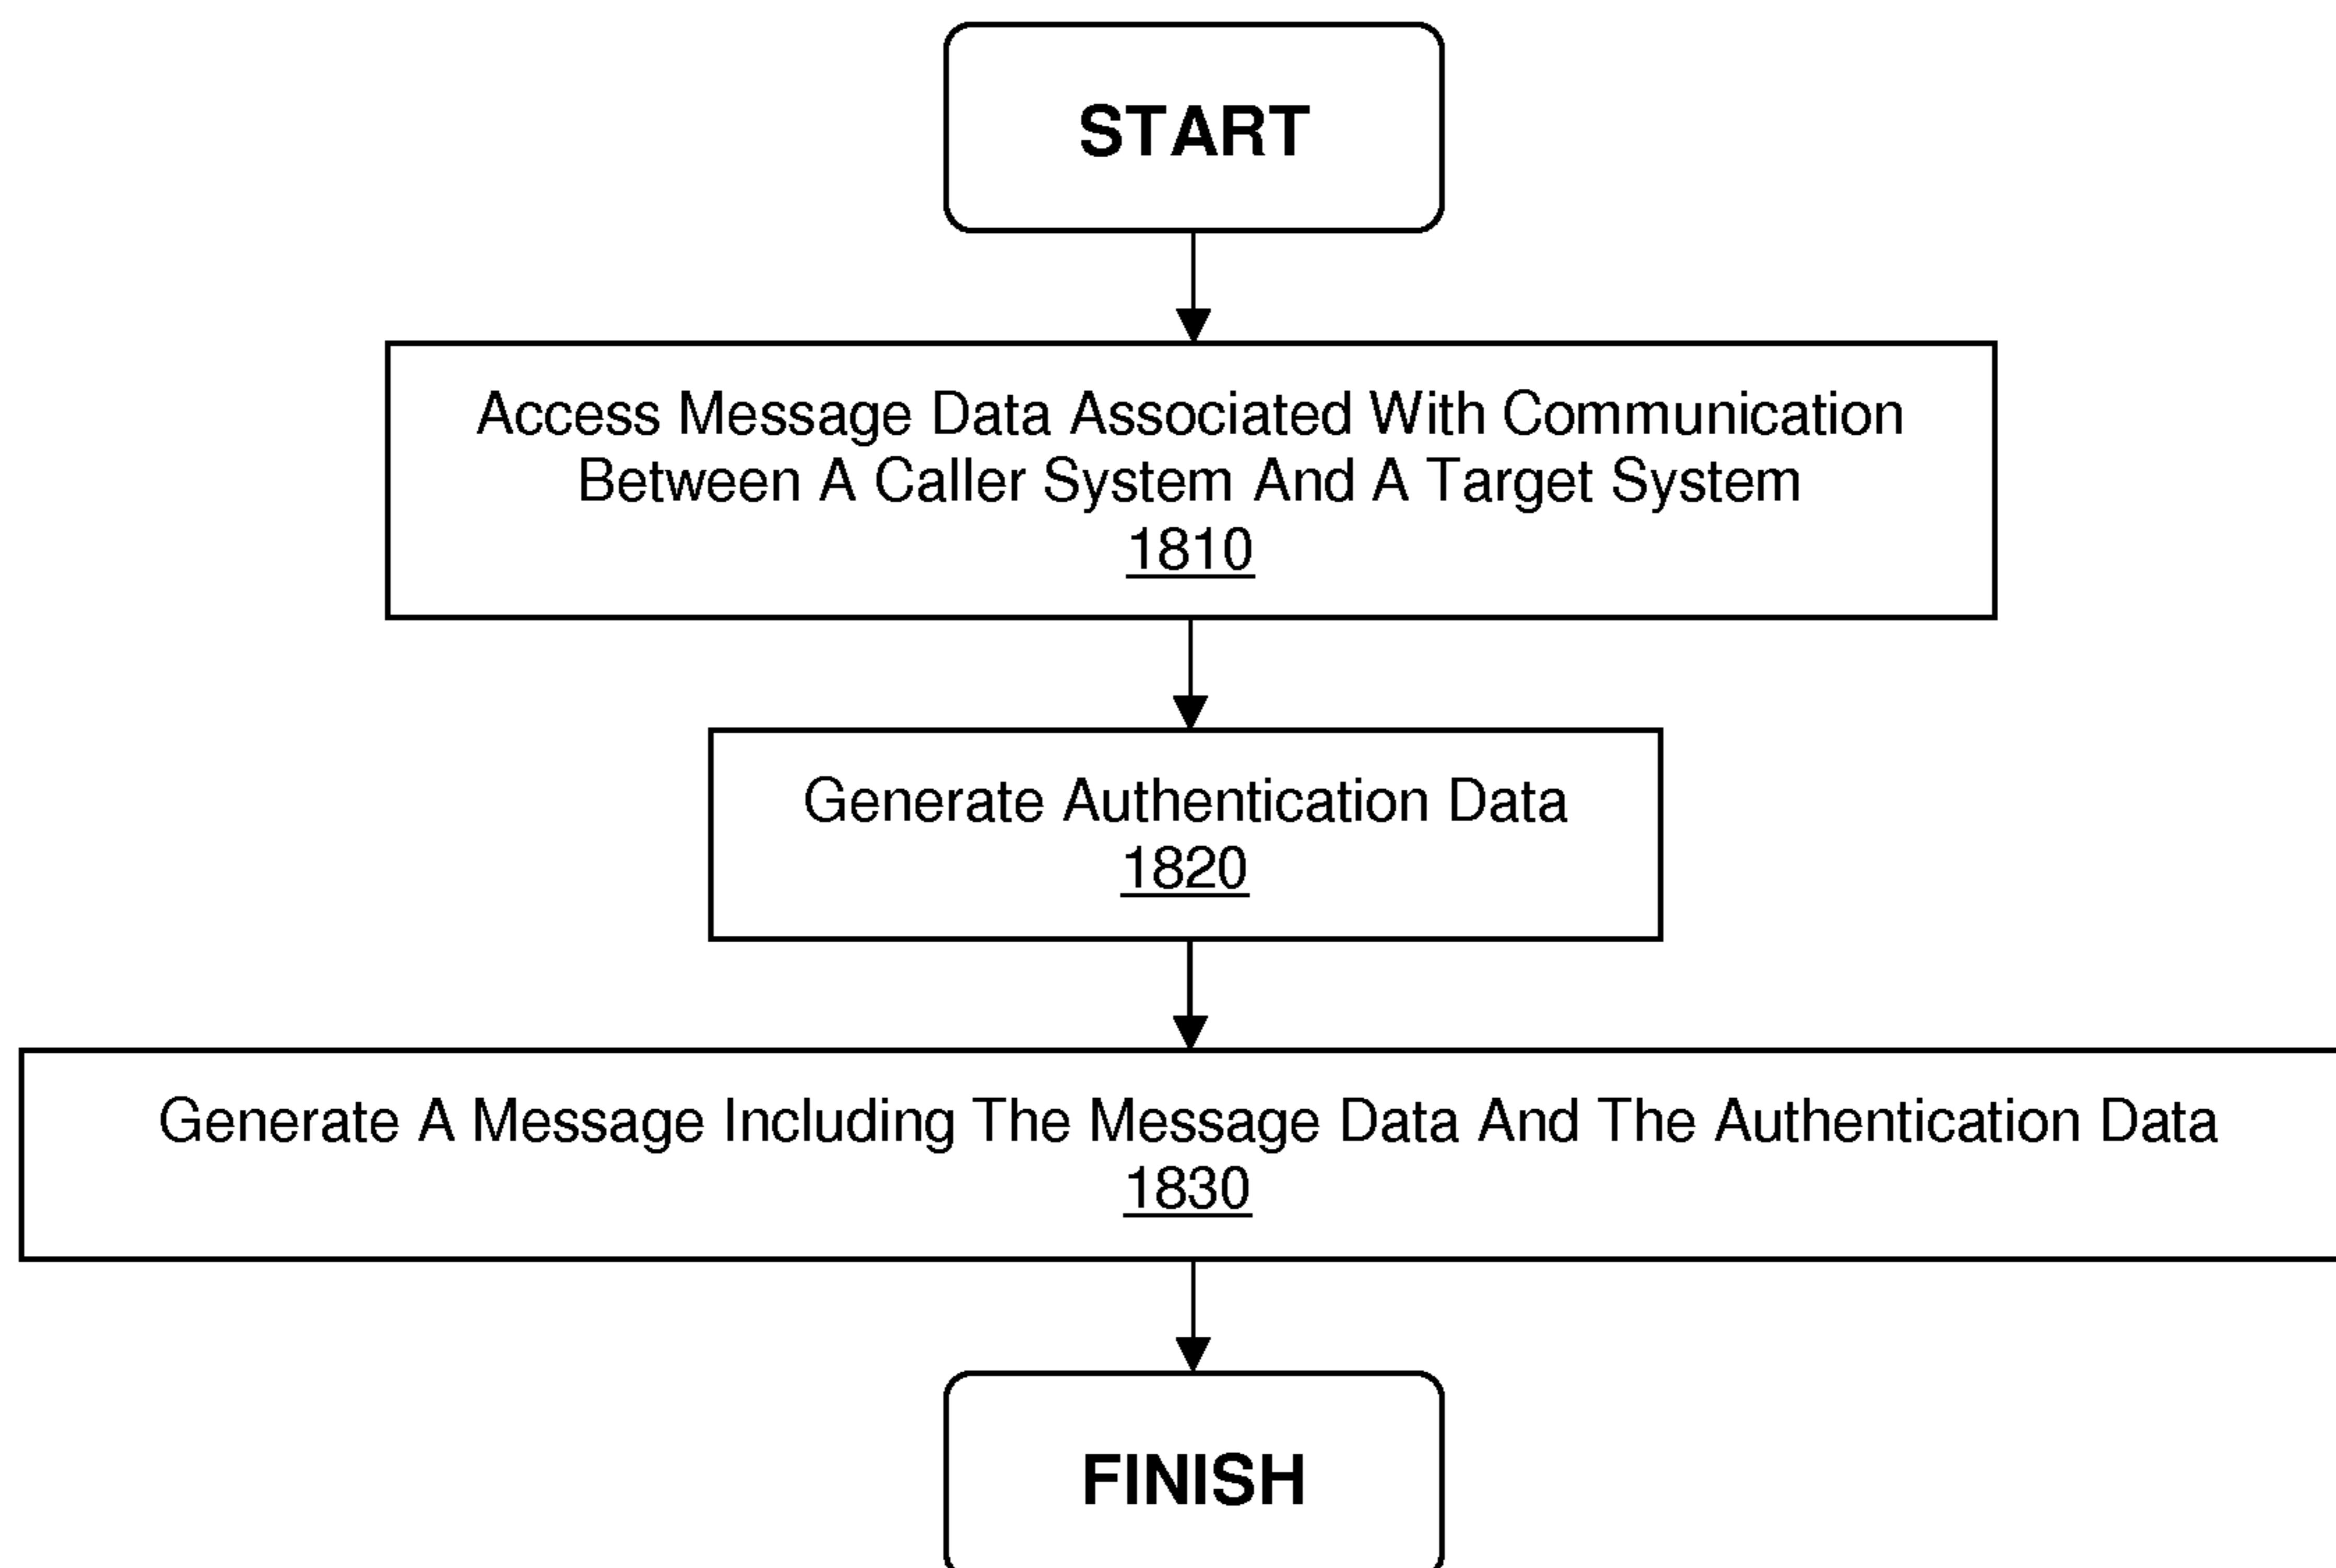 START
Access Message Data Associated With Communication
Between A Caller System And A Target System
1810
Generate Authentication Data
1820
Generate A Message Including The Message Data And The Authentication Data
1830
FINISH